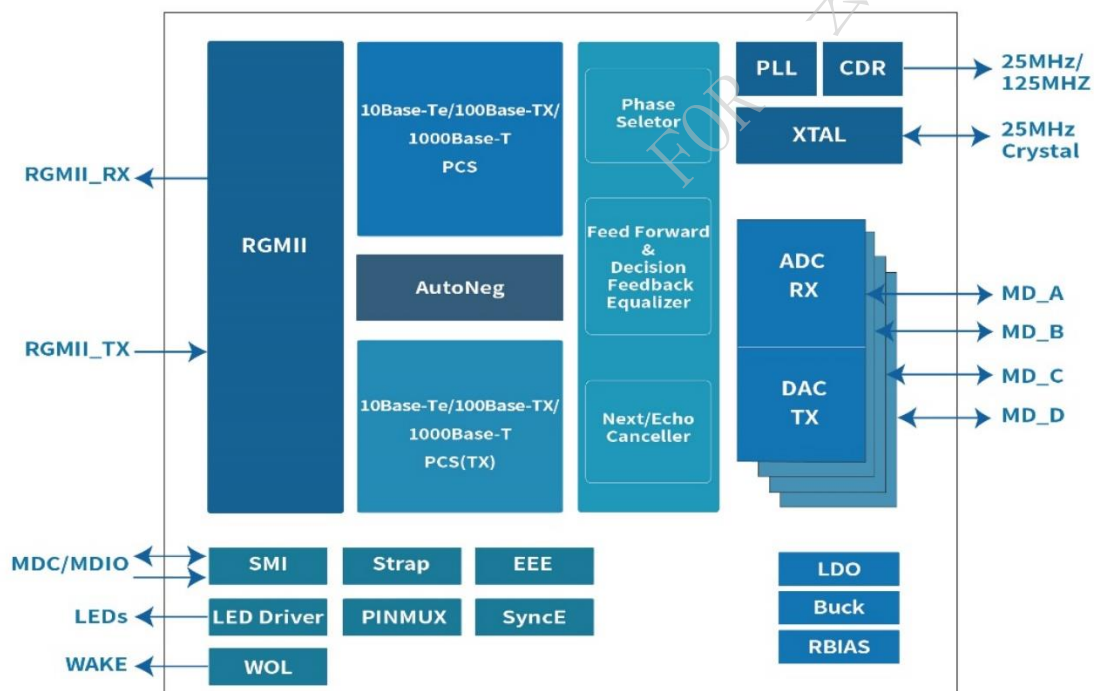 RGMII_RX
RGMII_TX
MDC/MDIO
LEDs
WAKE
RGMII
10Base-Te/100Base-TX/
1000Base-T
PCS
AutoNeg
10Base-Te/100Base-TX/
1000Base-T
PCS(TX)
Phase
Seletor
Feed Forward
&
Decision
Feedback
Equalizer
Next/Echo
Canceller
PLL
CDR
25MHz/
125MHZ
XTAL
25MHz
Crystal
ADC
RX
DAC
TX
MD_A
MD_B
MD_C
MD_D
SMI
Strap
EEE
LED Driver
PINMUX
SyncE
WOL
LDO
Buck
RBIAS
FOR